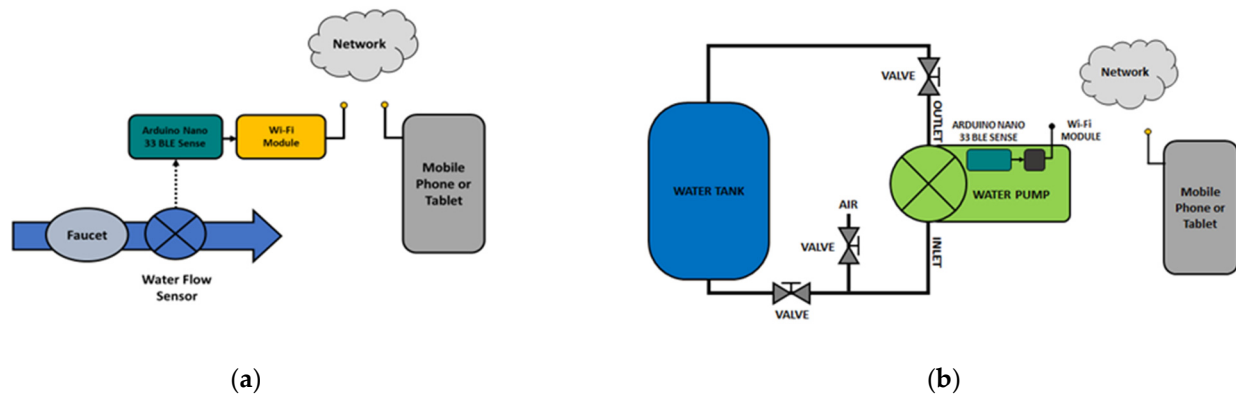 Network
Arduino Nano
33 BLE Sense
Wi-Fi
Module
Mobile
Phone or
Tablet
Faucet
Water Flow
Sensor
(a)
VALVE
OUTLET
Network
ARDUINO NANO
33 BLE SENSE
Wi-Fi
MODULE
WATER TANK
WATER PUMP
Mobile
Phone or
Tablet
AIR
VALVE
INLET
VALVE
(b)